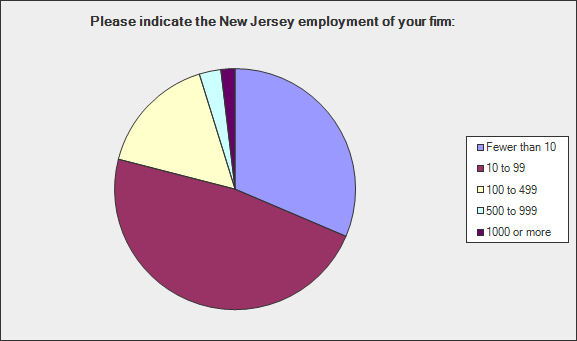 Please indicate the New Jersey employment of your firm:
Fewer than 10
10 to 99
100 to 499
500 to 999
1000 or more